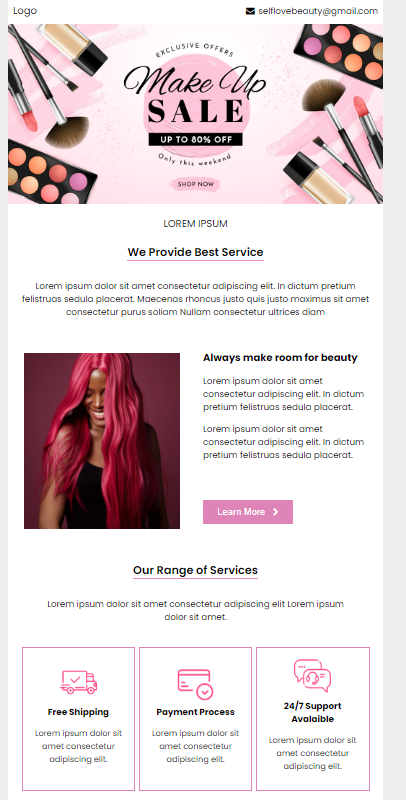 Logo
selflovebeauty@gmail.com
EXCLUSIVE OFFERS
Make Up
SALE
UP TO 80% OFF
Only this weekend
SHOP NOW
LOREM IPSUM
We Provide Best Service
Lorem ipsum dolor sit amet consectetur adipiscing elit. In dictum pretium
felistruas sedula placerat. Maecenas rhoncus justo quis justo maximus sit amet
consectetur purus soliam Nullam consectetur ultrices diam
Always make room for beauty
Lorem ipsum dolor sit amet
consectetur adipiscing elit. In dictum
pretium felistruas sedula placerat.
Lorem ipsum dolor sit amet
consectetur adipiscing elit. In dictum
pretium felistruas sedula placerat.
Learn More
Our Range of Services
Lorem ipsum dolor sit amet consectetur adipiscing elit Lorem ipsum
dolor sit amet.
Free Shipping
Lorem ipsum dolor sit
amet consectetur
adipiscing elit.
Payment Process
Lorem ipsum dolor sit
amet consectetur
adipiscing elit.
24/7 Support
Avalaible
Lorem ipsum dolor sit
amet consectetur
adipiscing elit.